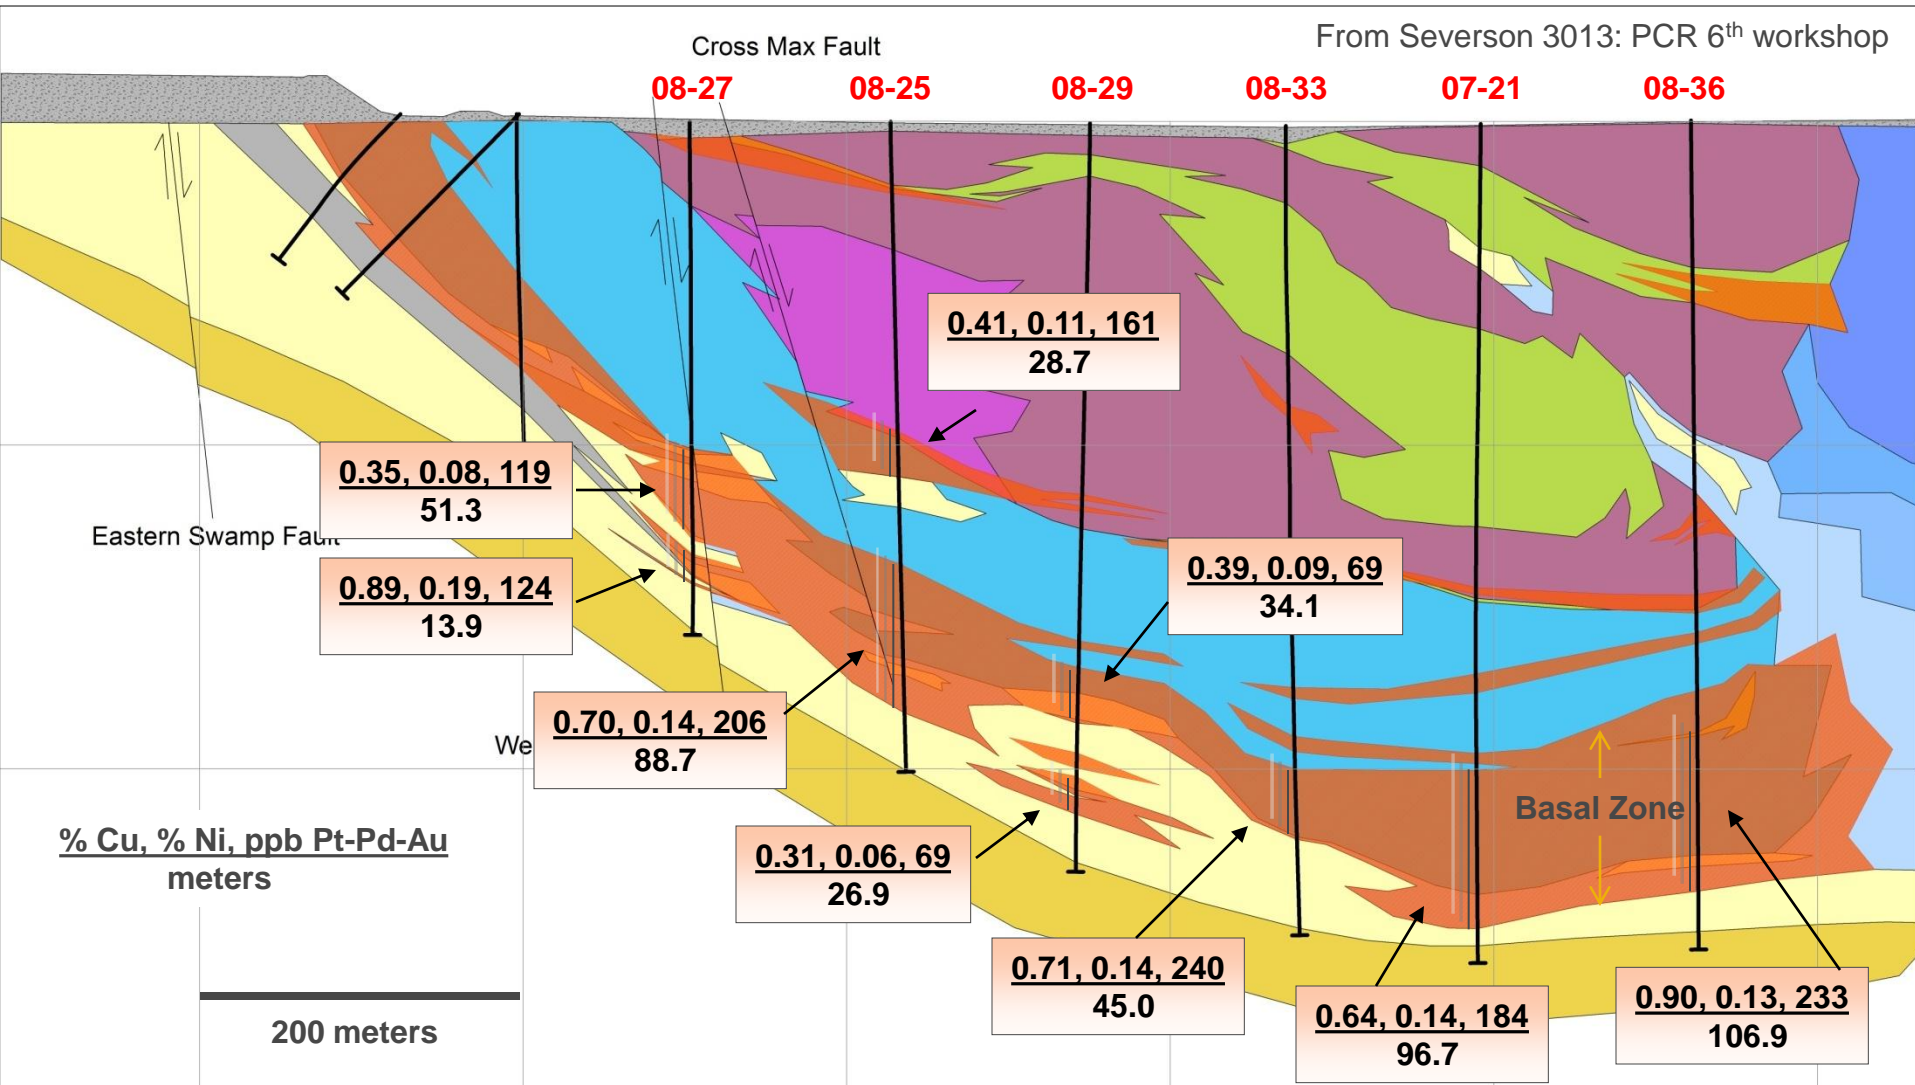 From Severson 3013: PCR 6th workshop
Cross Max Fault
08-27
08-25
08-29
08-33
07-21
08-36
0.41, 0.11, 161
28.7
0.35, 0.08, 119
51.3
Eastern Swamp Fault
0.39, 0.09, 69
34.1
0.89, 0.19, 124
13.9
0.70, 0.14, 206
88.7
We
Basal Zone
% Cu, % Ni, ppb Pt-Pd-Au
meters
0.31, 0.06, 69
26.9
0.71, 0.14, 240
45.0
0.64, 0.14, 184
96.7
0.90, 0.13, 233
106.9
200 meters